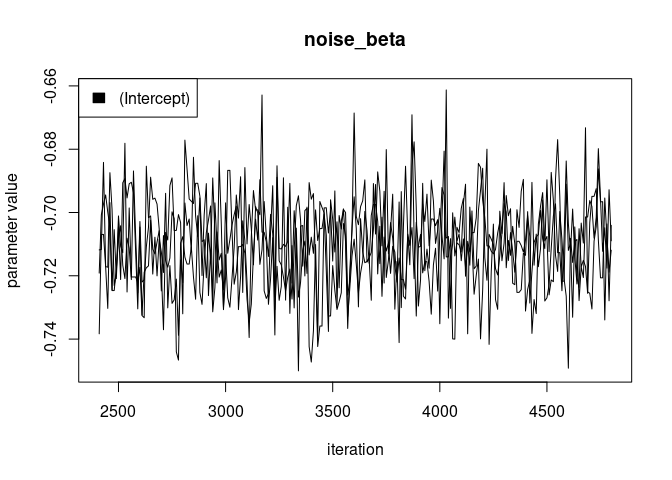 noise_beta
(Intercept)
parameter value
-0.66
-0.68
-0.70
-0.72
-0.74
2500 3000 3500 4000 4500
iteration